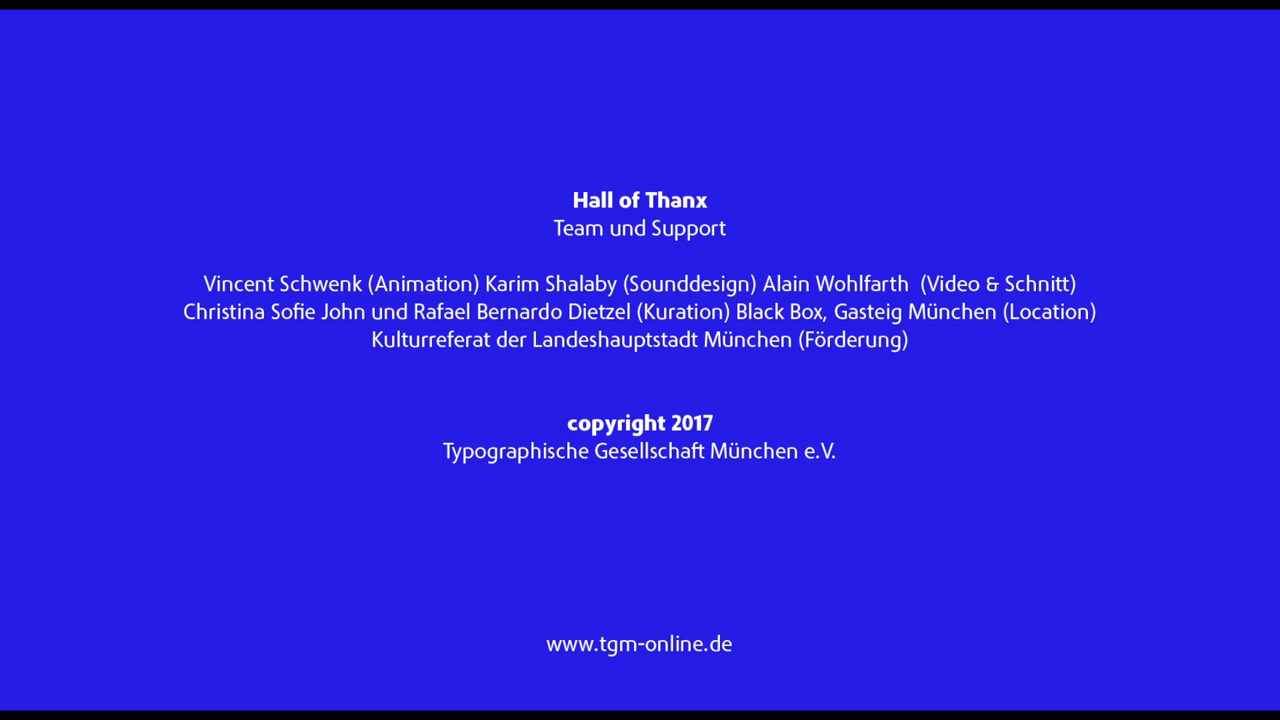 Hall of Thanx
Team und Support
Vincent Schwenk (Animation) Karim Shalaby (Sounddesign) Alain Wohlfarth  (Video & Schnitt)
Christina Sofie John und Rafael Bernardo Dietzel (Kuration) Black Box, Gasteig München (Location)
Kulturreferat der Landeshauptstadt München (Förderung)
copyright 2017
Typographische Gesellschaft München e.V.
www.tgm-online.de